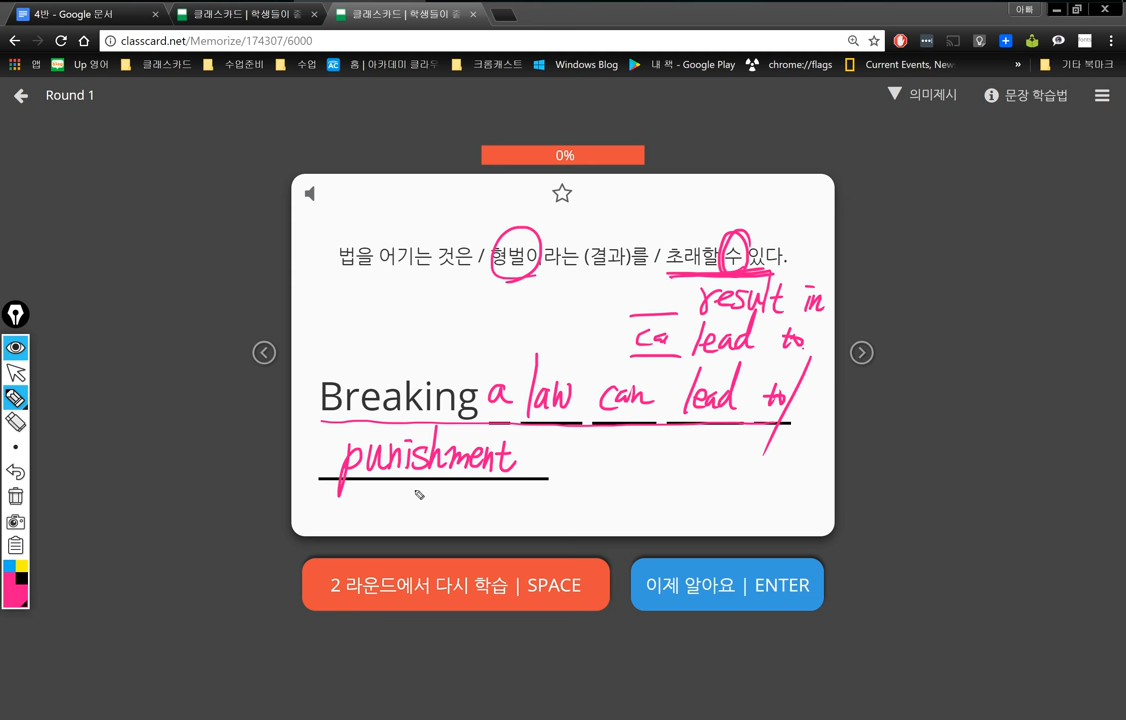 4반 - Google 문서
클래스카드 | 학생들이 좋
클래스카드 | 학생들이 좋
아빠
classcard.net/Memorize/174307/6000
앱 Up 영어 클래스카드 수업준비 수업 홈 | 아카데미 클라우 크롬캐스트 Windows Blog 내 책 - Google Play chrome://flags Current Events, New » 기타 북마크
Round 1
의미제시 문장 학습법
0%
법을 어기는 것은 / 형벌이라는 (결과)를 / 초래할 수 있다.
result in
ca lead to
Breaking a law can lead to /
punishment
2 라운드에서 다시 학습 | SPACE
이제 알아요 | ENTER